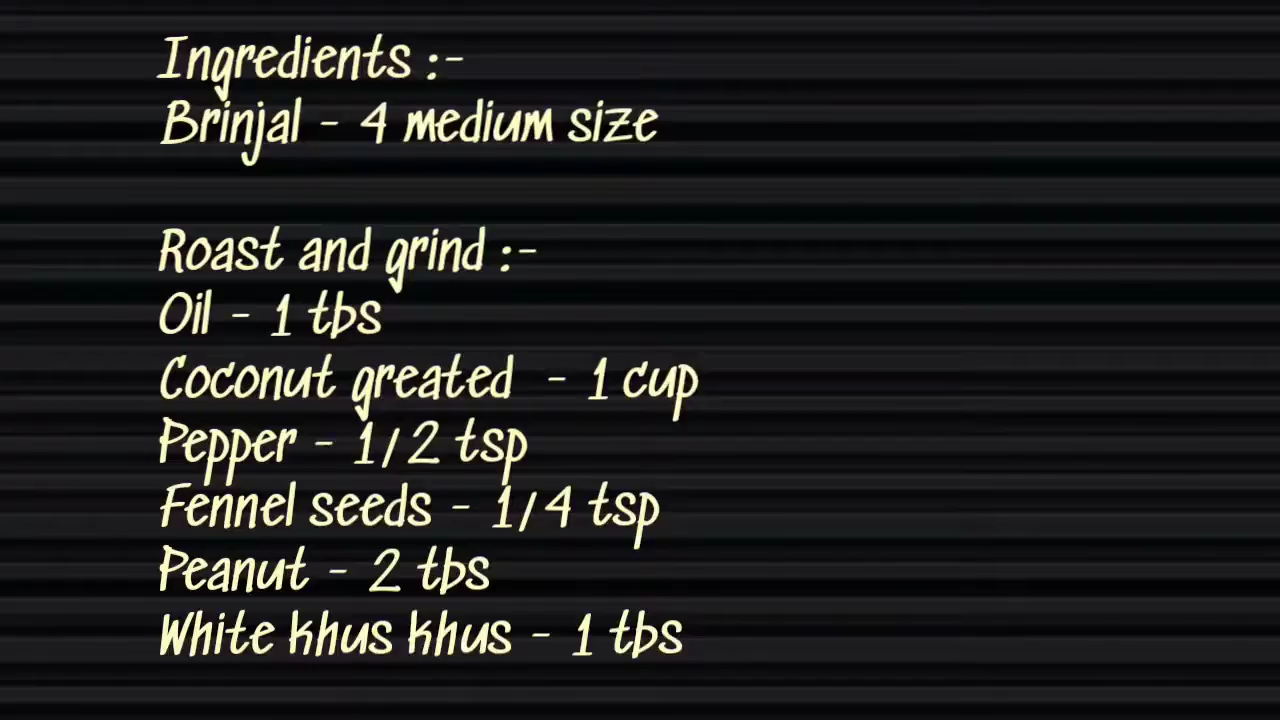 Ingredients :-
Brinjal - 4 medium size
Roast and grind :-
Oil - 1 tbs
Coconut greated - 1 cup
Pepper - 1/2 tsp
Fennel seeds - 1/4 tsp
Peanut - 2 tbs
White khus khus - 1 tbs